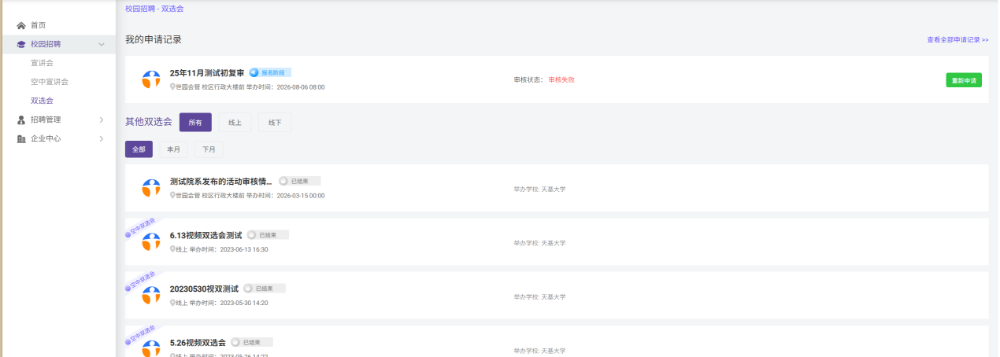 校园招聘 - 双选会
首页
校园招聘
宣讲会
空中宣讲会
双选会
招聘管理
企业中心
我的申请记录
查看全部申请记录 >>
25年11月测试初复审 报名阶段
世园会管 校区行政大楼前 举办时间：2026-08-06 08:00
审核状态： 审核失败
重新申请
其他双选会 所有 线上 线下
全部 本月 下月
测试院系发布的活动审核情... 已结束
世园会管 校区行政大楼前 举办时间：2026-03-15 00:00
举办学校: 天基大学
空中双选会
6.13视频双选会测试 已结束
线上 举办时间：2023-06-13 16:30
举办学校: 天基大学
空中双选会
20230530视双测试 已结束
线上 举办时间：2023-05-30 14:20
举办学校: 天基大学
空中双选会
5.26视频双选会 已结束
线上 举办时间：2023-05-26 14:22
举办学校: 天基大学